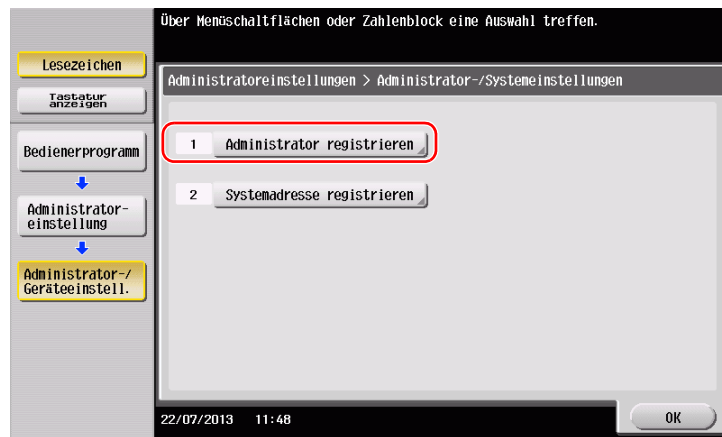 Über Menüschaltflächen oder Zahlenblock eine Auswahl treffen.
Lesezeichen
Tastatur
anzeigen
Bedienerprogramm
Administrator-
einstellung
Administrator-/
Geräteeinstell.
Administratoreinstellungen > Administrator-/Systemeinstellungen
1 Administrator registrieren
2 Systemadresse registrieren
22/07/2013 11:48
OK